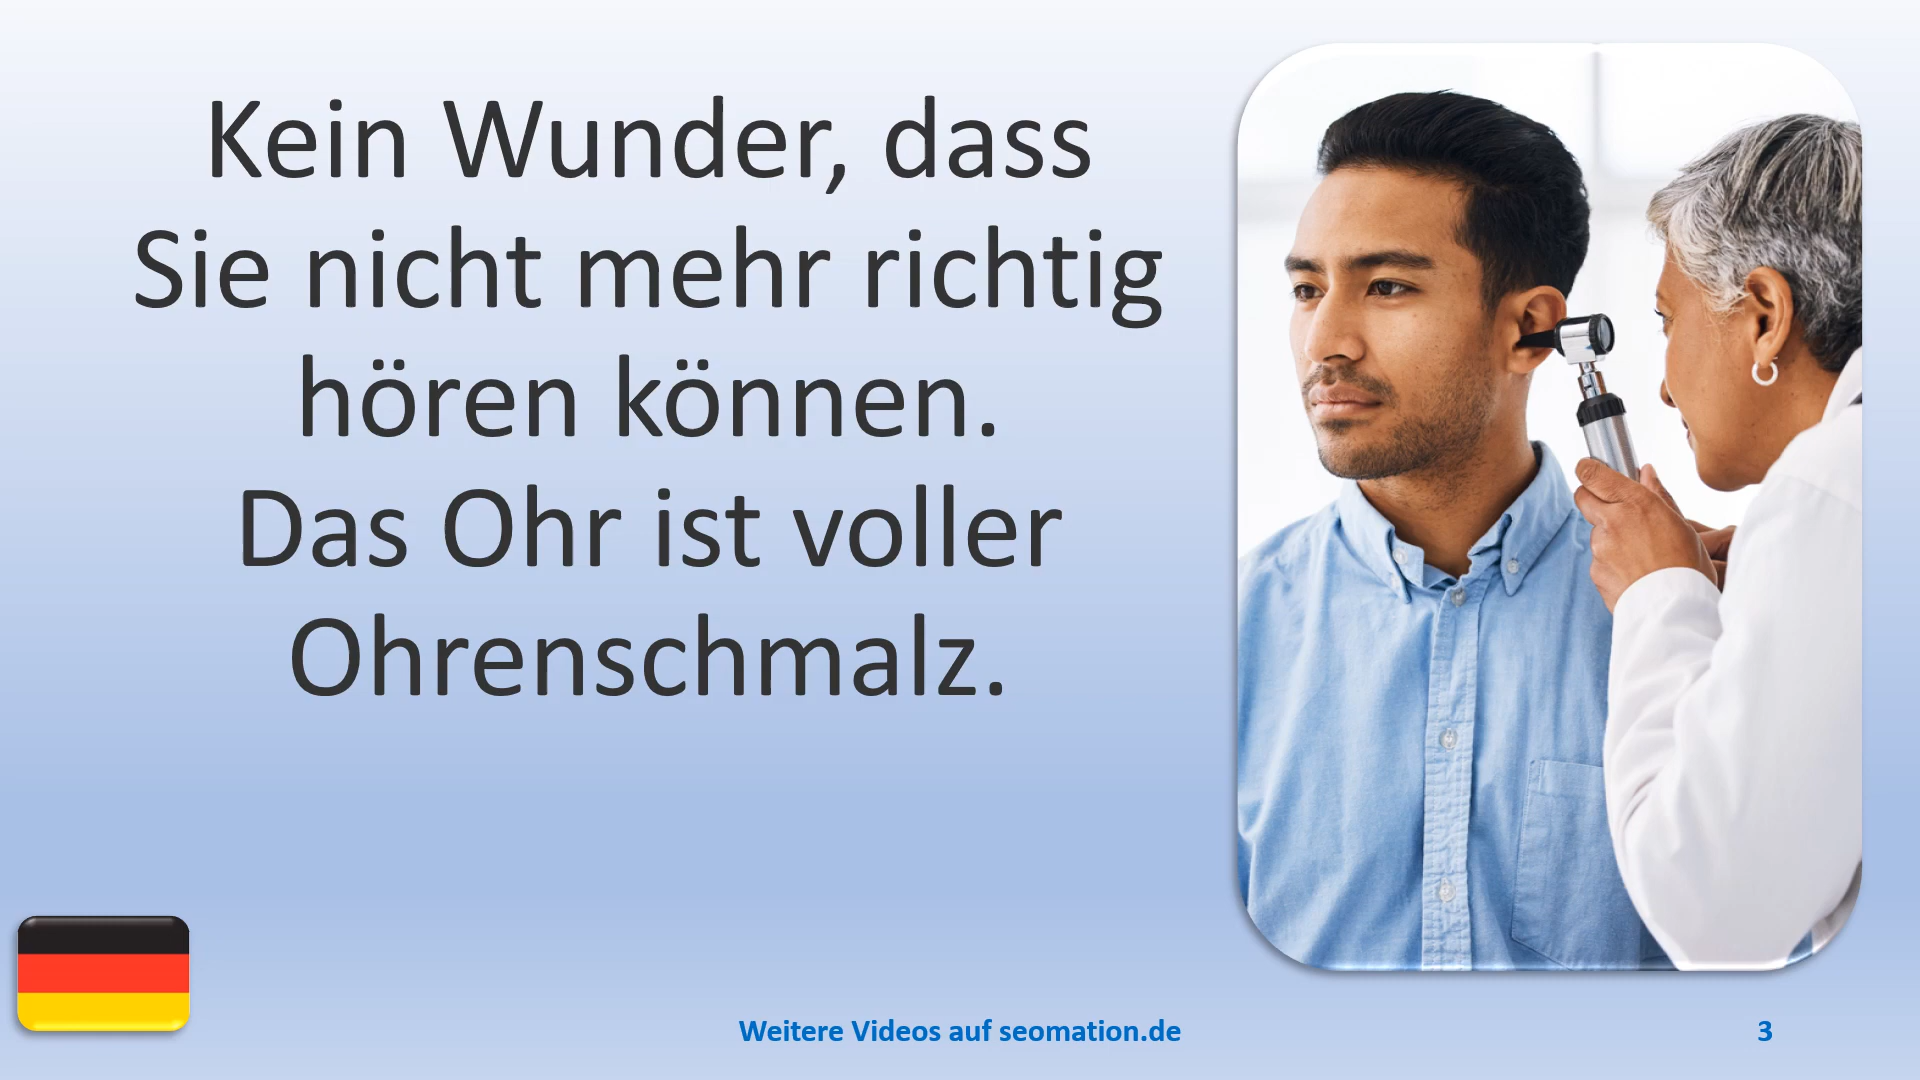 Kein Wunder, dass
Sie nicht mehr richtig
hören können.
Das Ohr ist voller
Ohrenschmalz.
Weitere Videos auf seomation.de
3